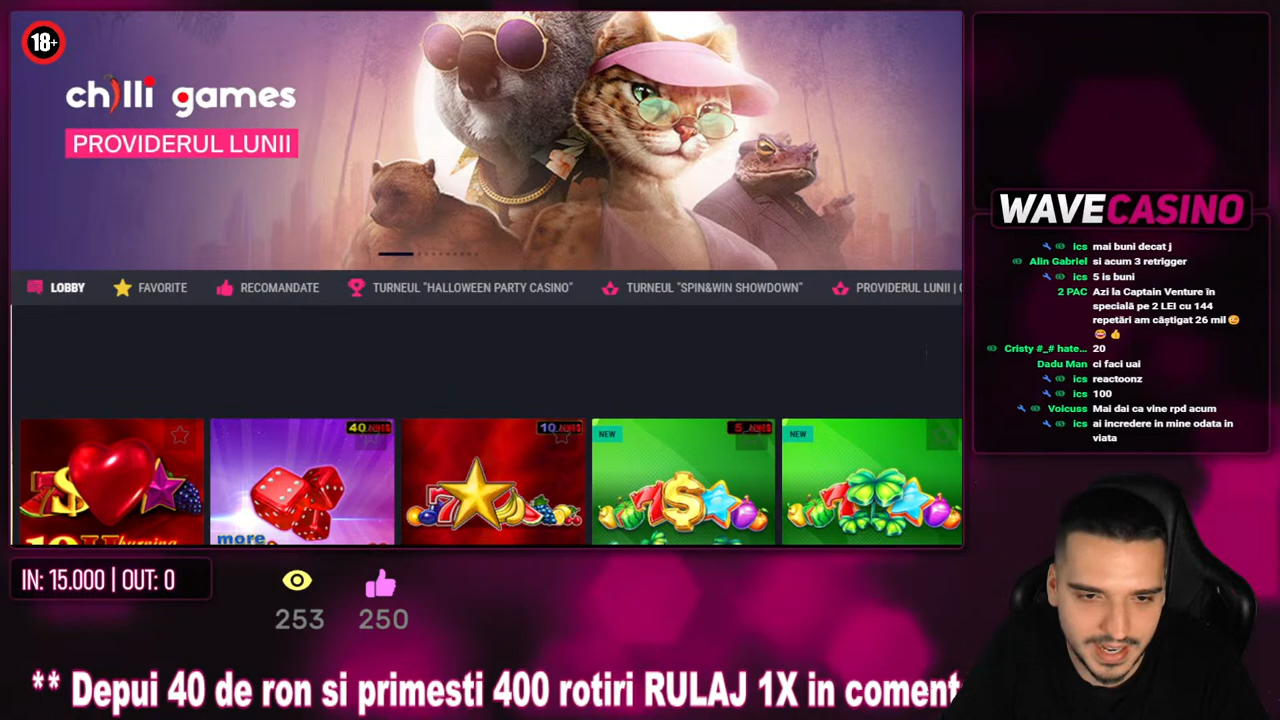 18+
chilli games
PROVIDERUL LUNII
LOBBY
FAVORITE
RECOMANDATE
TURNEUL "HALLOWEEN PARTY CASINO"
TURNEUL "SPIN&WIN SHOWDOWN"
PROVIDERUL LUNII |
40
10
5
NEW
NEW
more
burning
WAVECASINO
ics mai buni decat j
Alin Gabriel si acum 3 retrigger
ics 5 is buni
2 PAC Azi la Captain Venture în
specială pe 2 LEI cu 144
repetări am câștigat 26 mil
Cristy #_# hate... 20
Dadu Man ci faci uai
ics reactoonz
ics 100
Voicuss Mai dai ca vine rpd acum
ics ai incredere in mine odata in
viata
IN: 15.000 | OUT: 0
253
250
** Depui 40 de ron si primesti 400 rotiri RULAJ 1X in coment